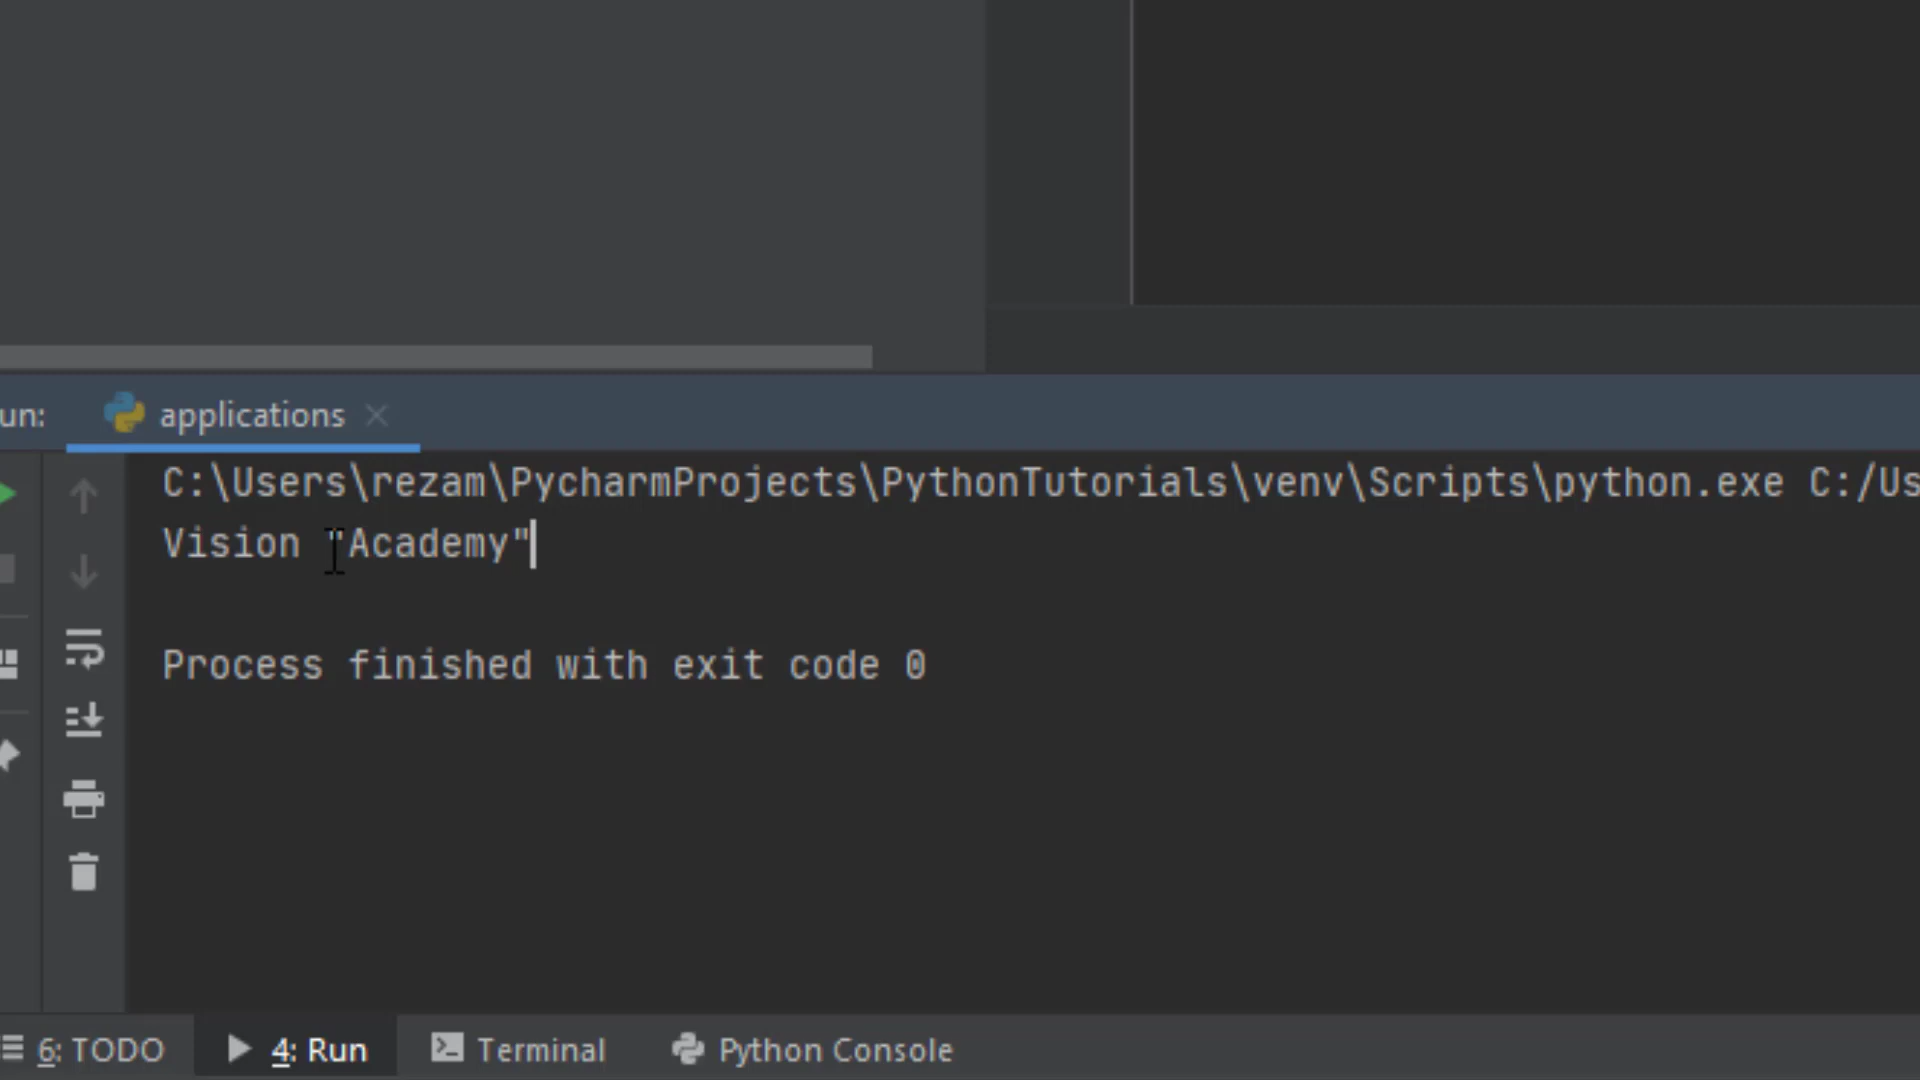 un:
applications
C:\Users\rezam\PycharmProjects\PythonTutorials\venv\Scripts\python.exe C:/Us
Vision "Academy"
Process finished with exit code 0
6: TODO
4: Run
Terminal
Python Console